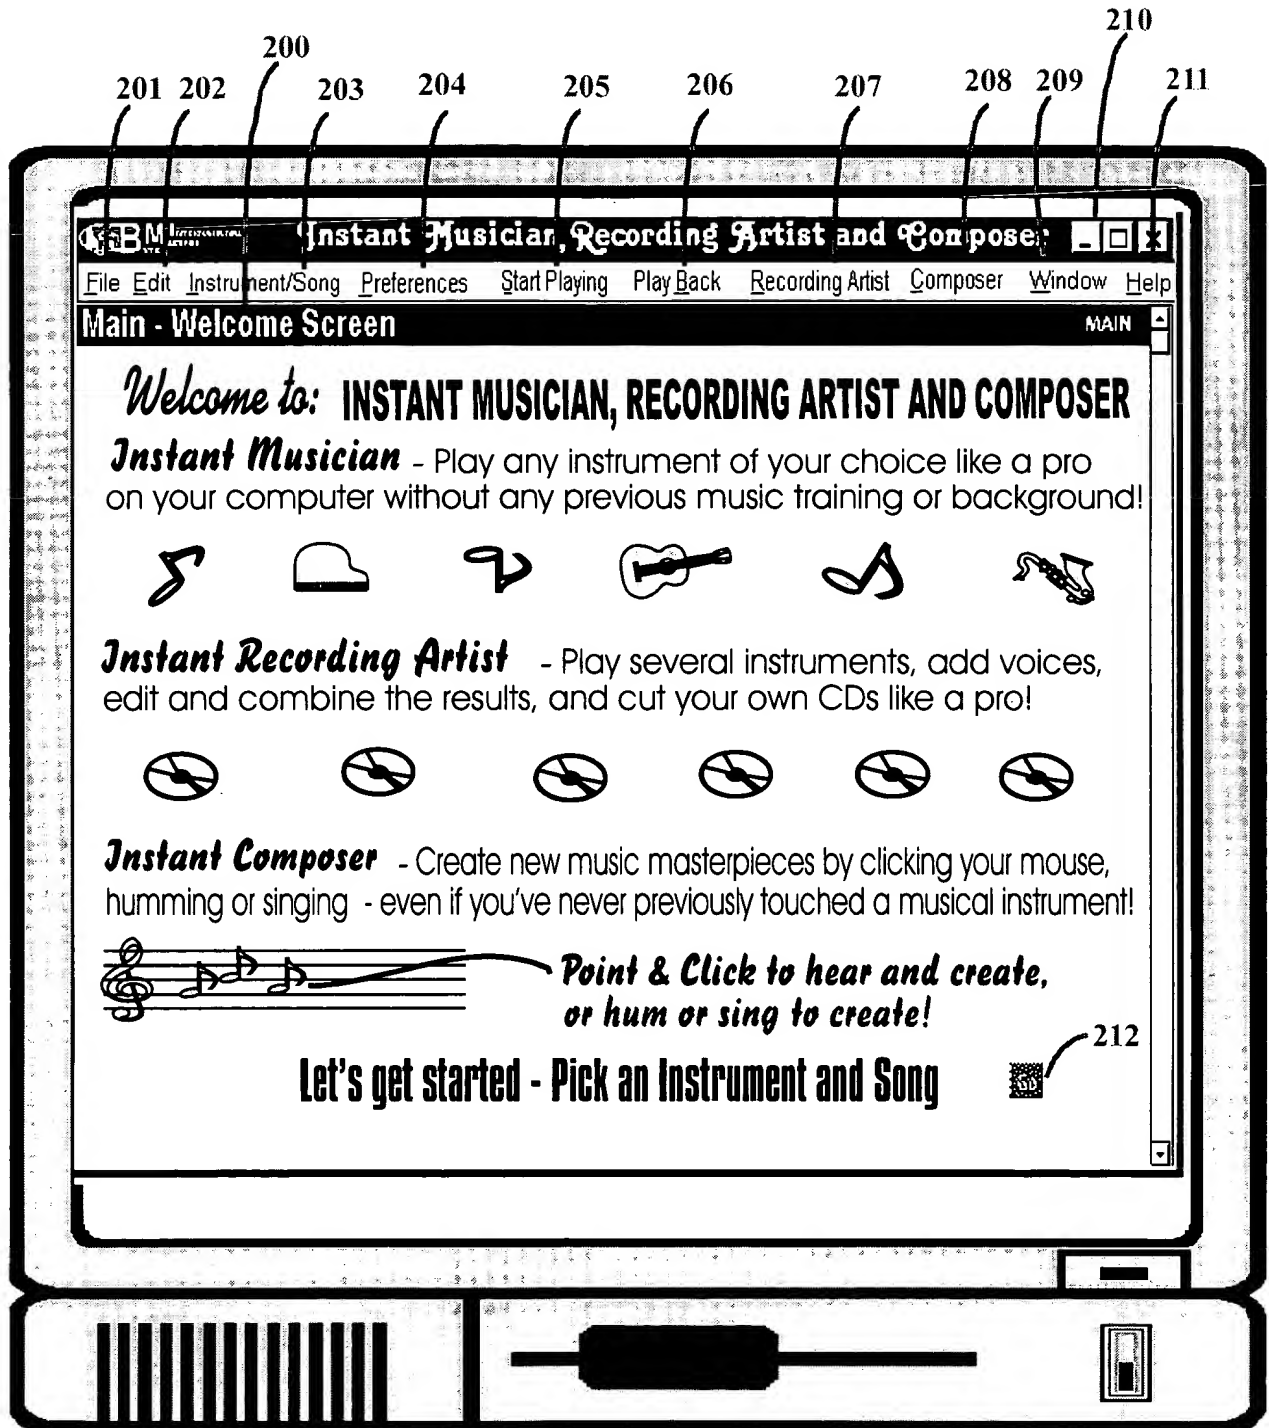 210
200
201 202 203 204 205 206 207 208 209 211
Instant Musician, Recording Artist and Composer
File Edit Instrument/Song Preferences Start Playing Play Back Recording Artist Composer Window Help
Main - Welcome Screen MAIN
Welcome to: INSTANT MUSICIAN, RECORDING ARTIST AND COMPOSER
Instant Musician - Play any instrument of your choice like a pro
on your computer without any previous music training or background!
Instant Recording Artist - Play several instruments, add voices,
edit and combine the results, and cut your own CDs like a pro!
Instant Composer - Create new music masterpieces by clicking your mouse,
humming or singing - even if you've never previously touched a musical instrument!
Point & Click to hear and create,
or hum or sing to create!
212
Let's get started - Pick an Instrument and Song